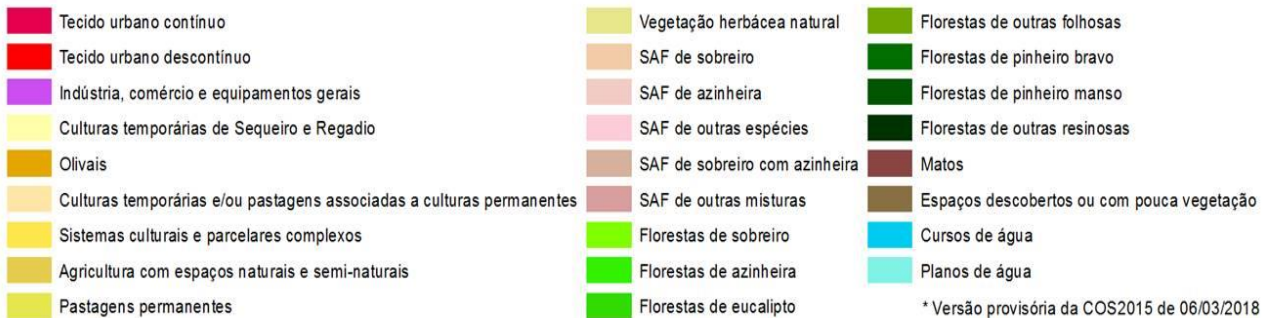 Tecido urbano contínuo
Tecido urbano descontínuo
Indústria, comércio e equipamentos gerais
Culturas temporárias de Sequeiro e Regadio
Olivais
Culturas temporárias e/ou pastagens associadas a culturas permanentes
Sistemas culturais e parcelares complexos
Agricultura com espaços naturais e semi-naturais
Pastagens permanentes
Vegetação herbácea natural
SAF de sobreiro
SAF de azinheira
SAF de outras espécies
SAF de sobreiro com azinheira
SAF de outras misturas
Florestas de sobreiro
Florestas de azinheira
Florestas de eucalipto
Florestas de outras folhosas
Florestas de pinheiro bravo
Florestas de pinheiro manso
Florestas de outras resinosas
Matos
Espaços descobertos ou com pouca vegetação
Cursos de água
Planos de água
* Versão provisória da COS2015 de 06/03/2018